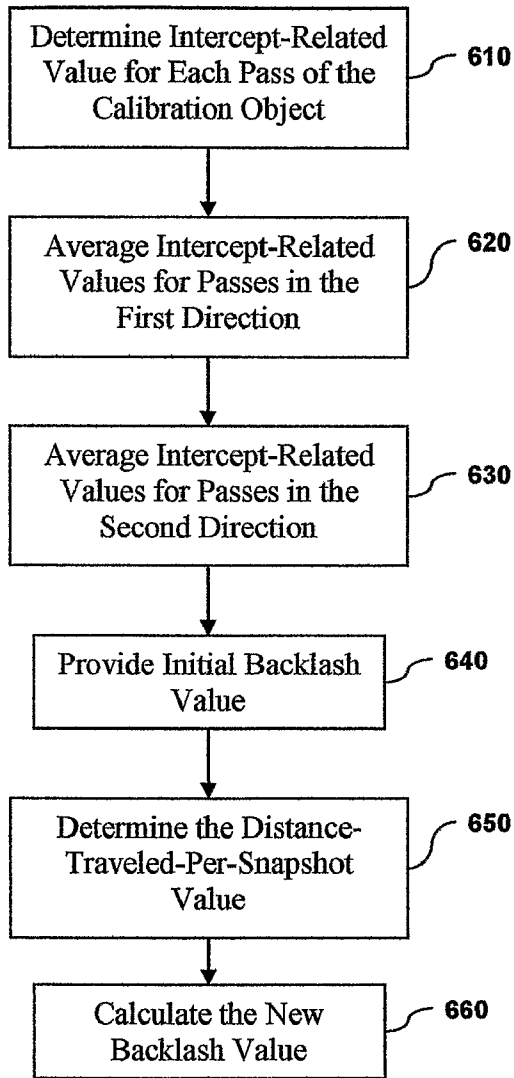 Determine Intercept-Related
Value for Each Pass of the
Calibration Object
610
Average Intercept-Related
Values for Passes in the
First Direction
620
Average Intercept-Related
Values for Passes in the
Second Direction
630
Provide Initial Backlash
Value
640
Determine the Distance-
Traveled-Per-Snapshot
Value
650
Calculate the New
Backlash Value
660